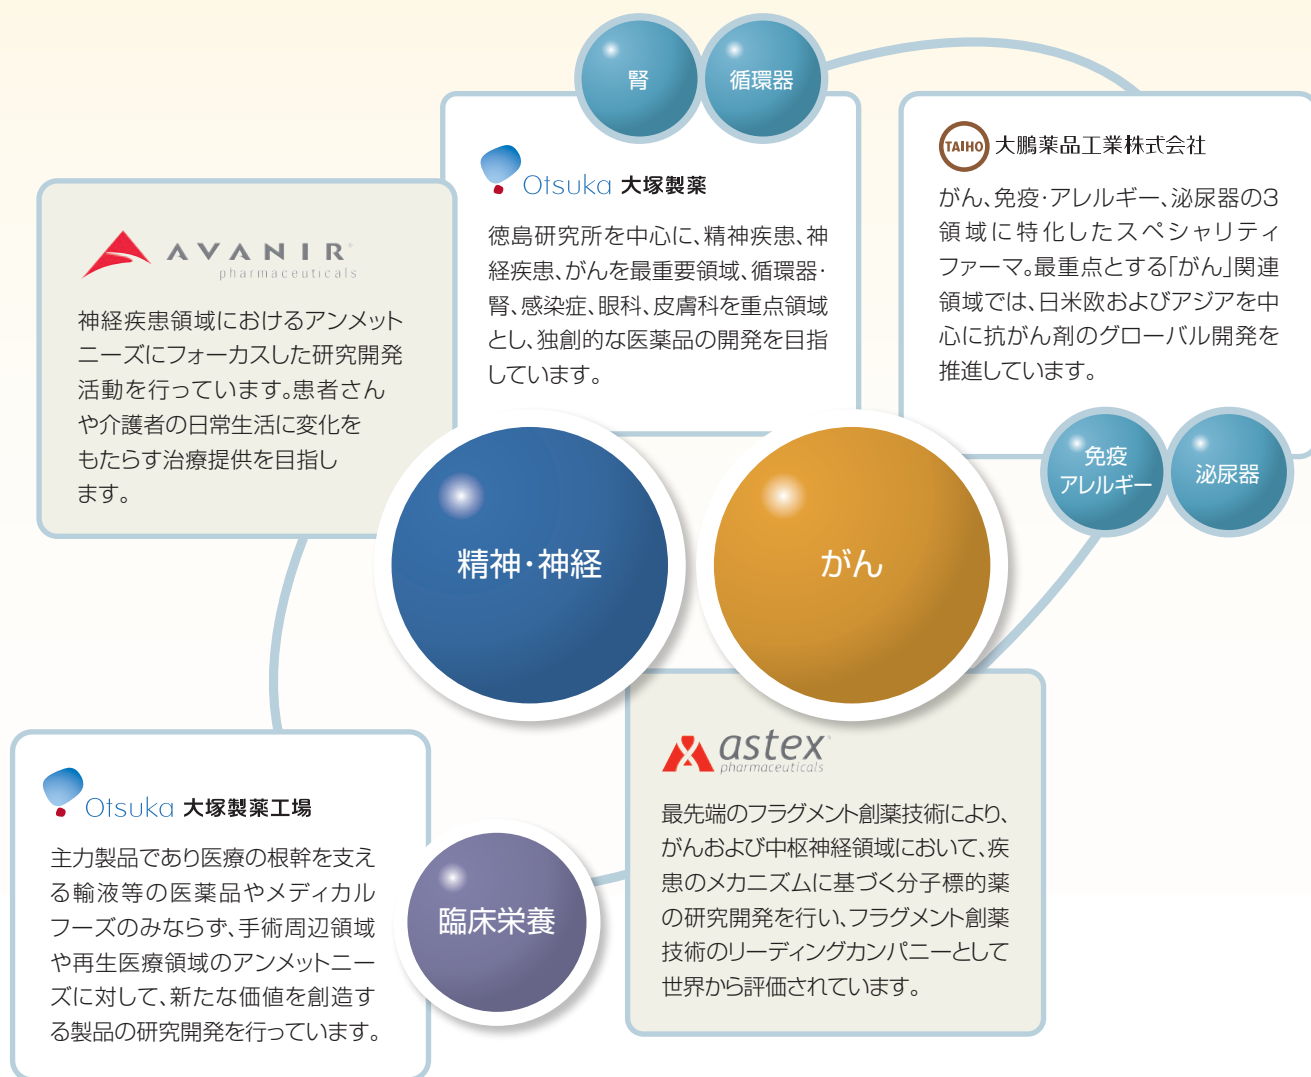 腎
循環器
Otsuka 大塚製薬
徳島研究所を中心に、精神疾患、神
経疾患、がんを最重要領域、循環器・
腎、感染症、眼科、皮膚科を重点領域
とし、独創的な医薬品の開発を目指
しています。
TAIHO 大鵬薬品工業株式会社
がん、免疫・アレルギー、泌尿器の3
領域に特化したスペシャリティ
ファーマ。最重点とする「がん」関連
領域では、日米欧およびアジアを中
心に抗がん剤のグローバル開発を
推進しています。
免疫
アレルギー
泌尿器
AVANIR
pharmaceuticals
神経疾患領域におけるアンメット
ニーズにフォーカスした研究開発
活動を行っています。患者さん
や介護者の日常生活に変化を
もたらす治療提供を目指し
ます。
精神・神経
がん
Otsuka 大塚製薬工場
主力製品であり医療の根幹を支え
る輸液等の医薬品やメディカル
フーズのみならず、手術周辺領域
や再生医療領域のアンメットニー
ズに対して、新たな価値を創造す
る製品の研究開発を行っています。
臨床栄養
astex
pharmaceuticals
最先端のフラグメント創薬技術により、
がんおよび中枢神経領域において、疾
患のメカニズムに基づく分子標的薬
の研究開発を行い、フラグメント創薬
技術のリーディングカンパニーとして
世界から評価されています。